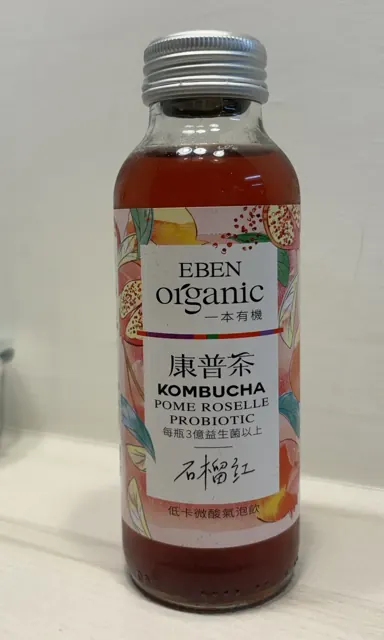 EBEN
organic
一本有機
康普茶
KOMBUCHA
POME ROSELLE
PROBIOTIC
每瓶3億益生菌以上
石榴紅
低卡微酸氣泡飲